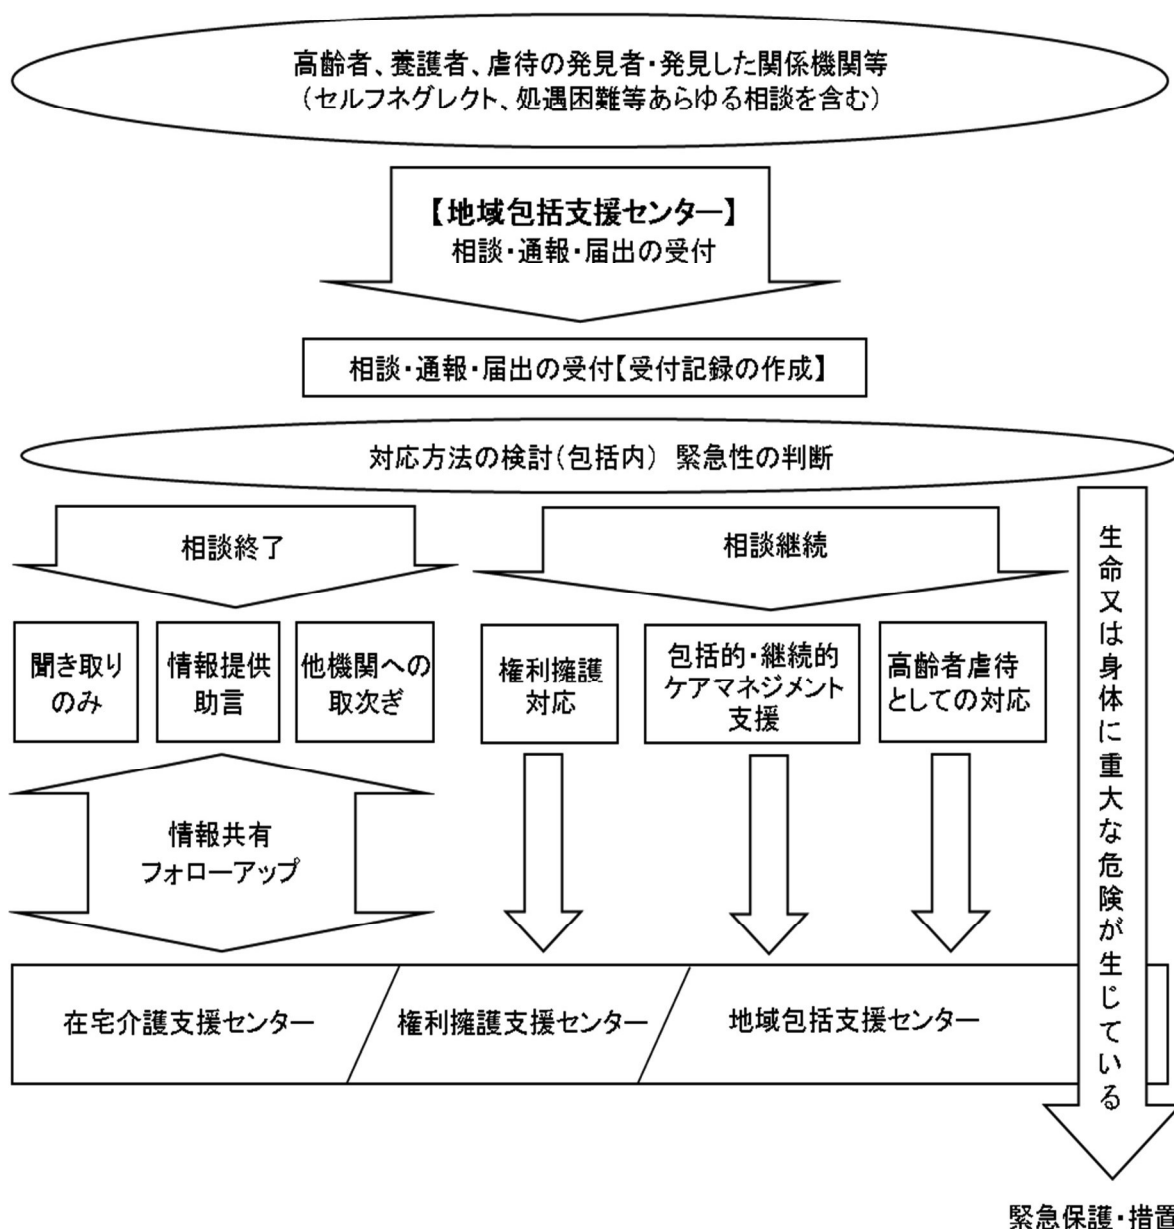 高齢者、養護者、虐待の発見者・発見した関係機関等
（セルフネグレクト、処遇困難等あらゆる相談を含む）
【地域包括支援センター】
相談・通報・届出の受付
相談・通報・届出の受付【受付記録の作成】
対応方法の検討（包括内） 緊急性の判断
相談終了
相談継続
聞き取り
のみ
情報提供
助言
他機関への
取次ぎ
権利擁護
対応
包括的・継続的
ケアマネジメント
支援
高齢者虐待
としての対応
生命又は身体に重大な危険が生じている
情報共有
フォローアップ
在宅介護支援センター
権利擁護支援センター
地域包括支援センター
緊急保護・措置